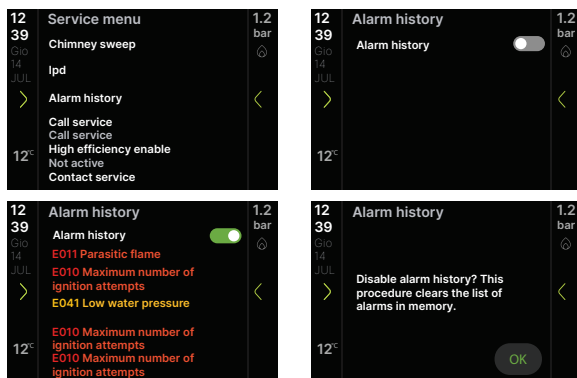 12
39
Gio
14
JUL
12°C
Service menu
Chimney sweep
lpd
Alarm history
Call service
Call service
High efficiency enable
Not active
Contact service
1.2
bar
12
39
Gio
14
JUL
12°C
Alarm history
Alarm history
1.2
bar
12
39
Gio
14
JUL
12°C
Alarm history
Alarm history
E011 Parasitic flame
E010 Maximum number of
ignition attempts
E041 Low water pressure
E010 Maximum number of
ignition attempts
E010 Maximum number of
ignition attempts
1.2
bar
12
39
Gio
14
JUL
12°C
Alarm history
Disable alarm history? This
procedure clears the list of
alarms in memory.
OK
1.2
bar